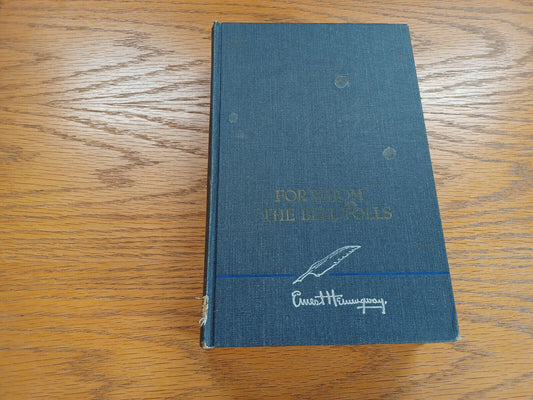 FOR WHOM
THE BELL TOLLS
Ernest Hemingway.